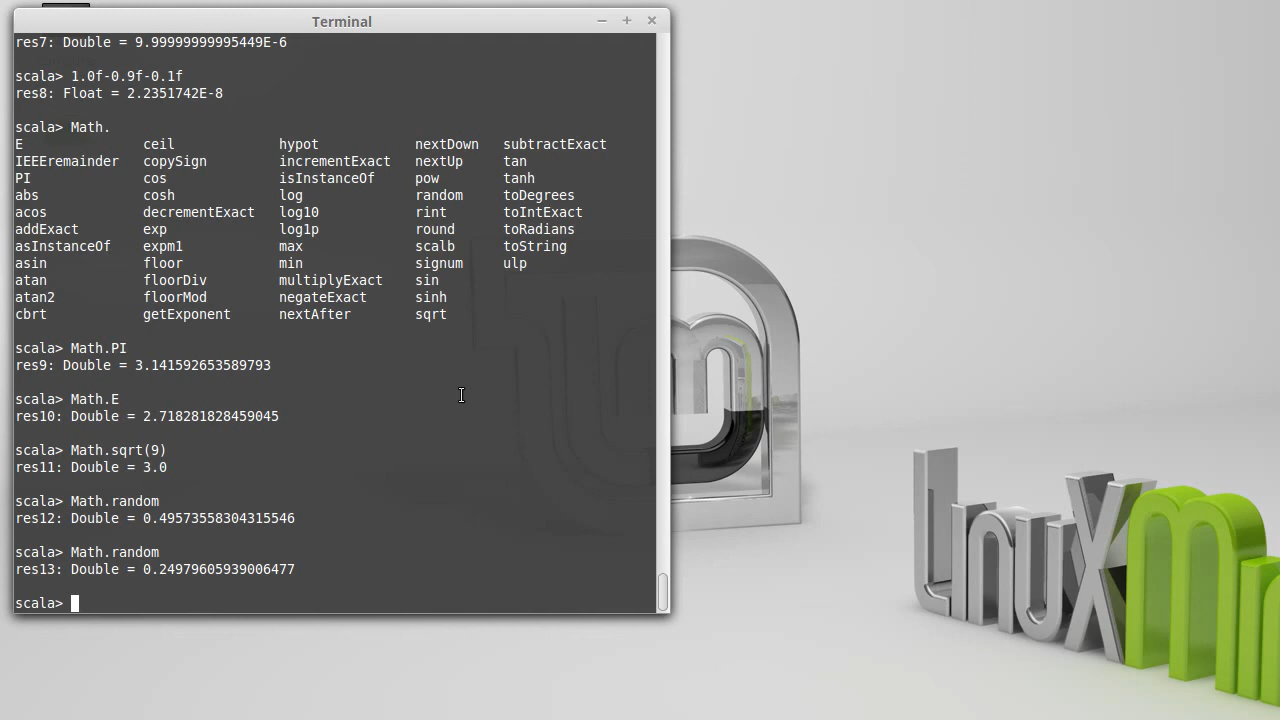 Terminal
res7: Double = 9.99999999995449E-6
scala> 1.0f-0.9f-0.1f
res8: Float = 2.2351742E-8
scala> Math.
E ceil hypot nextDown subtractExact
IEEEremainder copySign incrementExact nextUp tan
PI cos isInstanceOf pow tanh
abs cosh log random toDegrees
acos decrementExact log10 rint toIntExact
addExact exp log1p round toRadians
asInstanceOf expm1 max scalb toString
asin floor min signum ulp
atan floorDiv multiplyExact sin
atan2 floorMod negateExact sinh
cbrt getExponent nextAfter sqrt
scala> Math.PI
res9: Double = 3.141592653589793
scala> Math.E
res10: Double = 2.718281828459045
scala> Math.sqrt(9)
res11: Double = 3.0
scala> Math.random
res12: Double = 0.49573558304315546
scala> Math.random
res13: Double = 0.24979605939006477
scala>
Linux